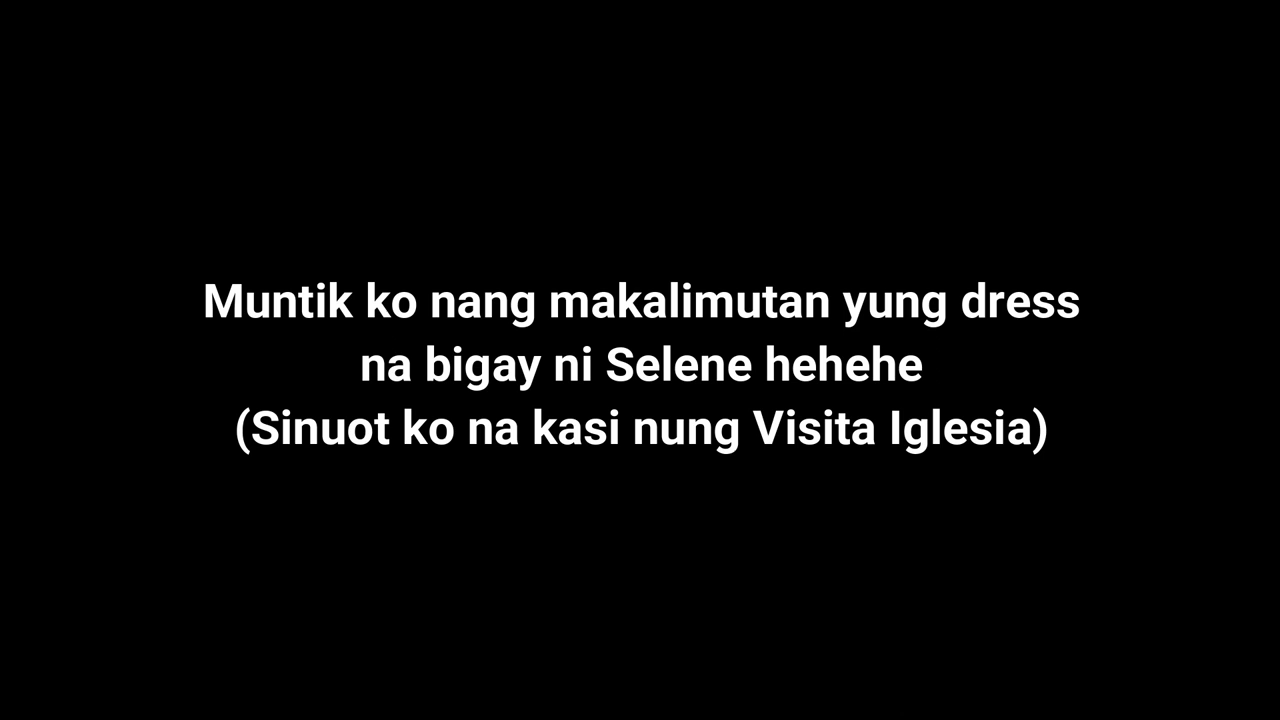 Muntik ko nang makalimutan yung dress
na bigay ni Selene hehehe
(Sinuot ko na kasi nung Visita Iglesia)